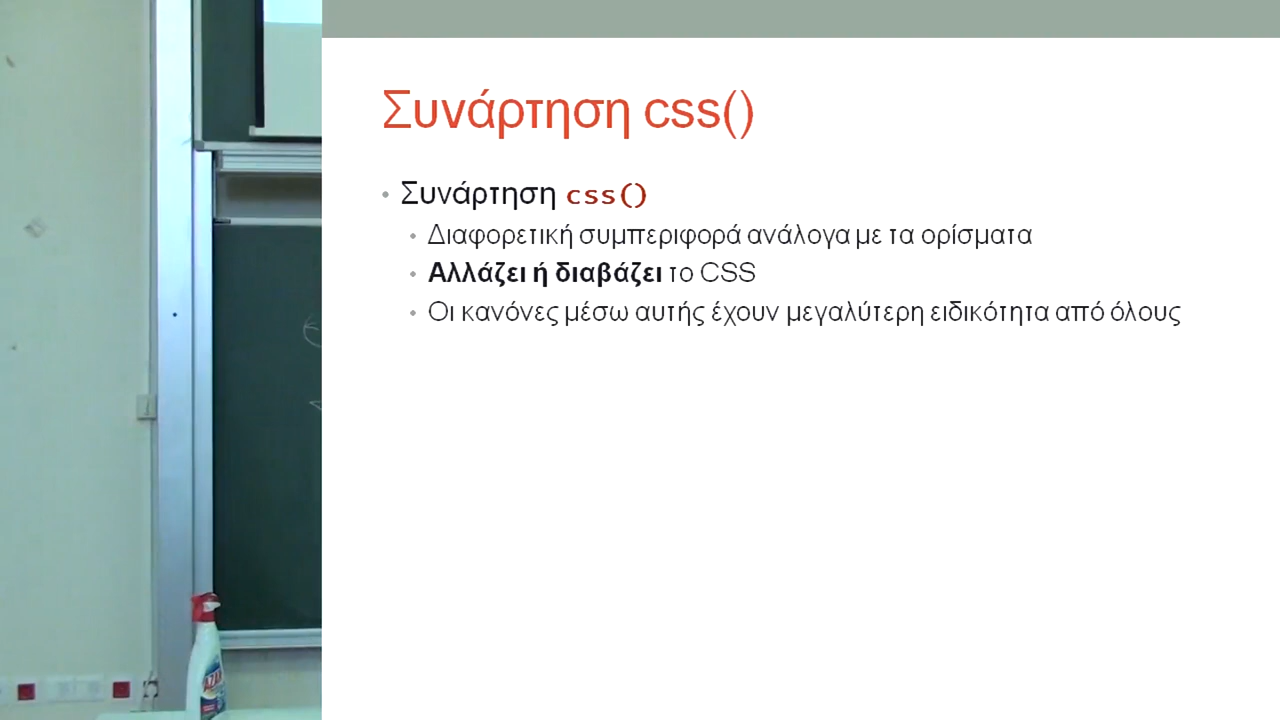 Συνάρτηση css()
• Συνάρτηση css()
• Διαφορετική συμπεριφορά ανάλογα με τα ορίσματα
• Αλλάζει ή διαβάζει το CSS
• Οι κανόνες μέσω αυτής έχουν μεγαλύτερη ειδικότητα από όλους